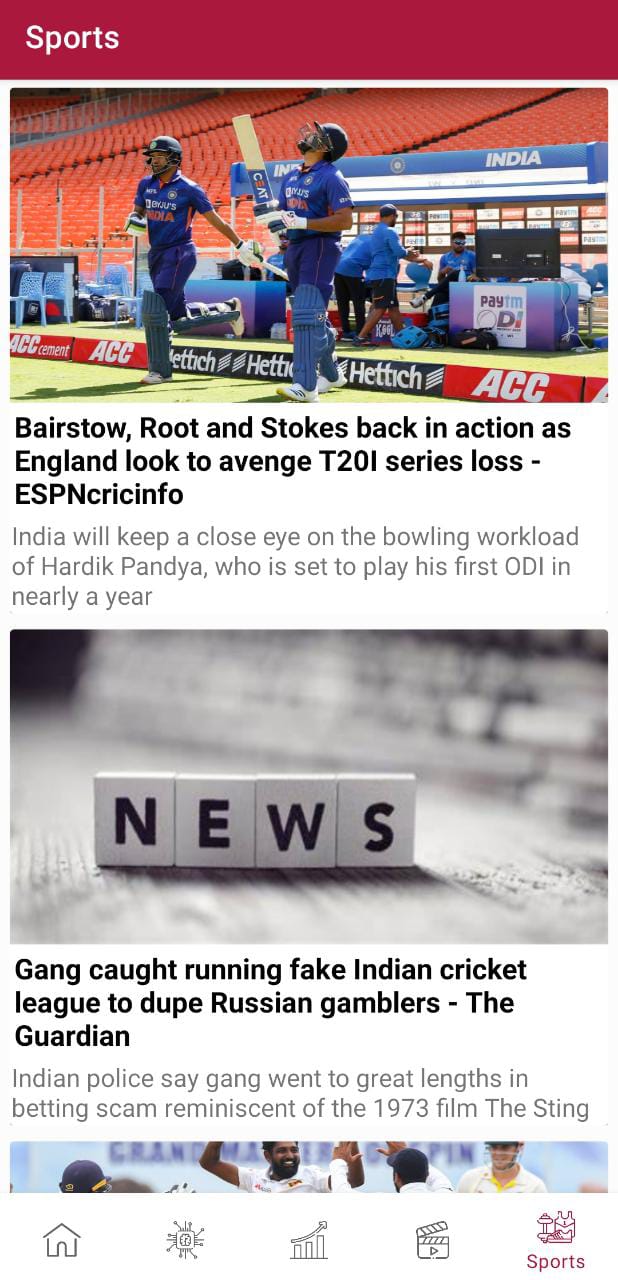 Sports
INDIA
BYJU'S
INDIA
BYJU'S
INDIA
CEAT
paytm
ODI
ACC cement
ACC
Hettich
Hettich
ACC
Bairstow, Root and Stokes back in action as
England look to avenge T20I series loss -
ESPNcricinfo
India will keep a close eye on the bowling workload
of Hardik Pandya, who is set to play his first ODI in
nearly a year
NEWS
Gang caught running fake Indian cricket
league to dupe Russian gamblers - The
Guardian
Indian police say gang went to great lengths in
betting scam reminiscent of the 1973 film The Sting
Sports